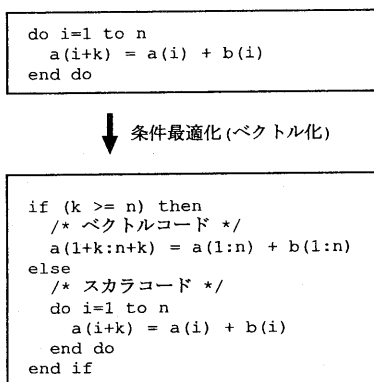 do i=1 to n
  a(i+k) = a(i) + b(i)
end do
条件最適化(ベクトル化)
if (k >= n) then
  /* ベクトルコード */
  a(1+k:n+k) = a(1:n) + b(1:n)
else
  /* スカラコード */
  do i=1 to n
    a(i+k) = a(i) + b(i)
  end do
end if